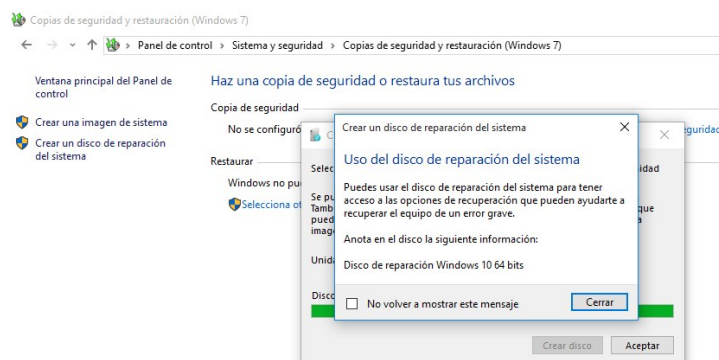 Copias de seguridad y restauración (Windows 7)
Panel de control > Sistema y seguridad > Copias de seguridad y restauración (Windows 7)
Ventana principal del Panel de
control
Crear una imagen de sistema
Crear un disco de reparación
del sistema
Haz una copia de seguridad o restaura tus archivos
Copia de seguridad
No se configuró
Restaurar
Windows no
Selecciona
Crear un disco de reparación del sistema
Uso del disco de reparación del sistema
Puedes usar el disco de reparación del sistema para tener
acceso a las opciones de recuperación que pueden ayudarte a
recuperar el equipo de un error grave.
Anota en el disco la siguiente información:
Disco de reparación Windows 10 64 bits
No volver a mostrar este mensaje
Cerrar
Se
Disco
que
Crear disco
Aceptar